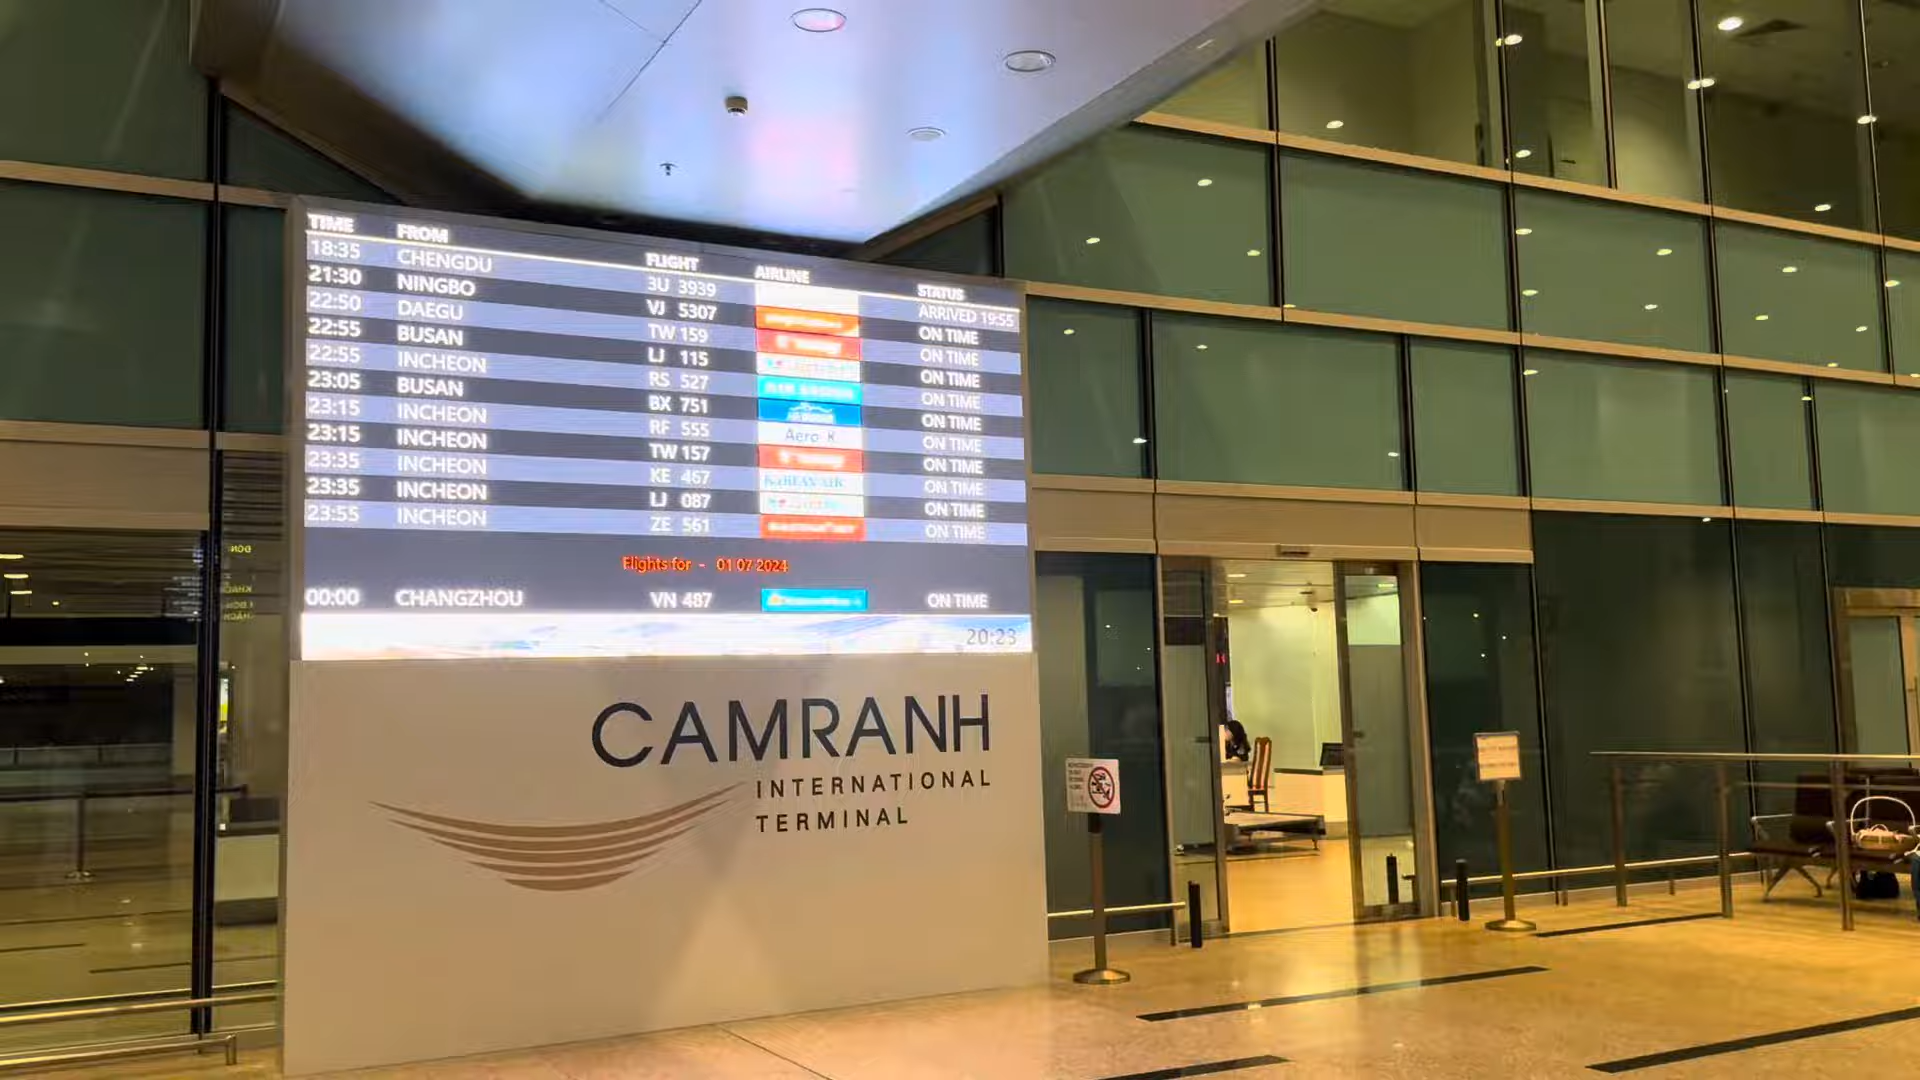 TIME FROM FLIGHT AIRLINE STATUS
18:35 CHENGDU 3U 3939 ARRIVED 19:55
21:30 NINGBO VJ 5307 ON TIME
22:50 DAEGU TW 159 ON TIME
22:55 BUSAN LJ 115 ON TIME
22:55 INCHEON RS 527 ON TIME
23:05 BUSAN BX 751 ON TIME
23:15 INCHEON RF 555 Aero K ON TIME
23:15 INCHEON TW 157 ON TIME
23:35 INCHEON KE 467 KOREAN AIR ON TIME
23:35 INCHEON LJ 087 ON TIME
23:55 INCHEON ZE 561 ON TIME
Flights for - 01 07 2024
00:00 CHANGZHOU VN 487 ON TIME
20:23
CAMRANH
INTERNATIONAL
TERMINAL